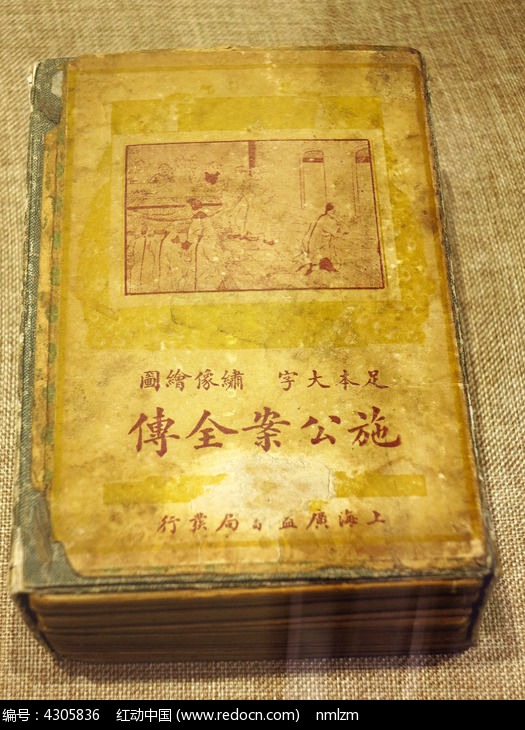 足本大字　繡像繪圖
施公案全傳
上海廣益書局發行
编号：4305836 红动中国 (www.redocn.com) nmlzm